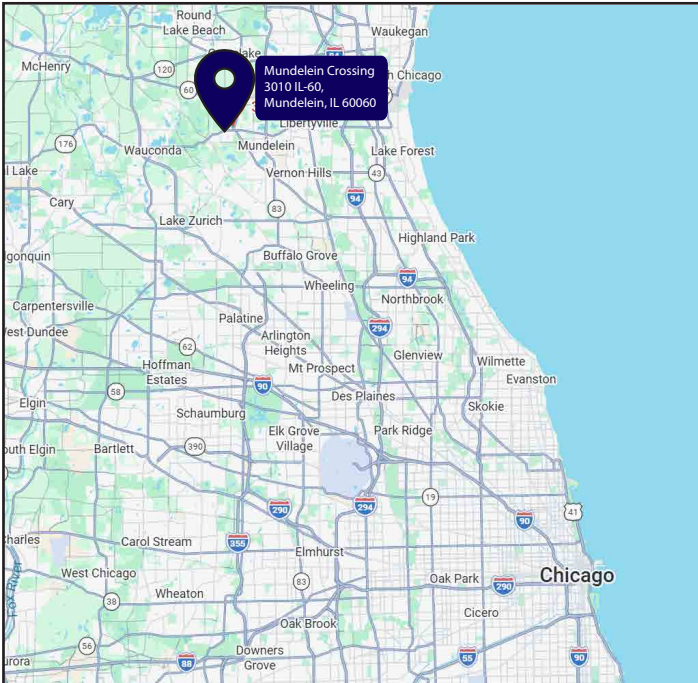 Round
Lake Beach
Waukegan
McHenry
120
60
Mundelein Crossing
3010 IL-60,
Mundelein, IL 60060
Chicago
Libertyville
176
Wauconda
Mundelein
Lake Forest
Vernon Hills
43
Lake
94
Cary
83
Lake Zurich
Highland Park
Buffalo Grove
94
Wheeling
Northbrook
Carpentersville
Palatine
294
Arlington
Heights
62
Glenview
Wilmette
Hoffman
Estates
Mt Prospect
Evanston
90
58
Des Plaines
Elgin
Schaumburg
Skokie
Elk Grove
Village
Park Ridge
390
Bartlett
Elgin
19
290
294
41
90
Carol Stream
355
Elmhurst
West Chicago
Oak Park
Chicago
83
290
Wheaton
38
Cicero
Fox River
Oak Brook
56
Downers
Grove
88
55
90